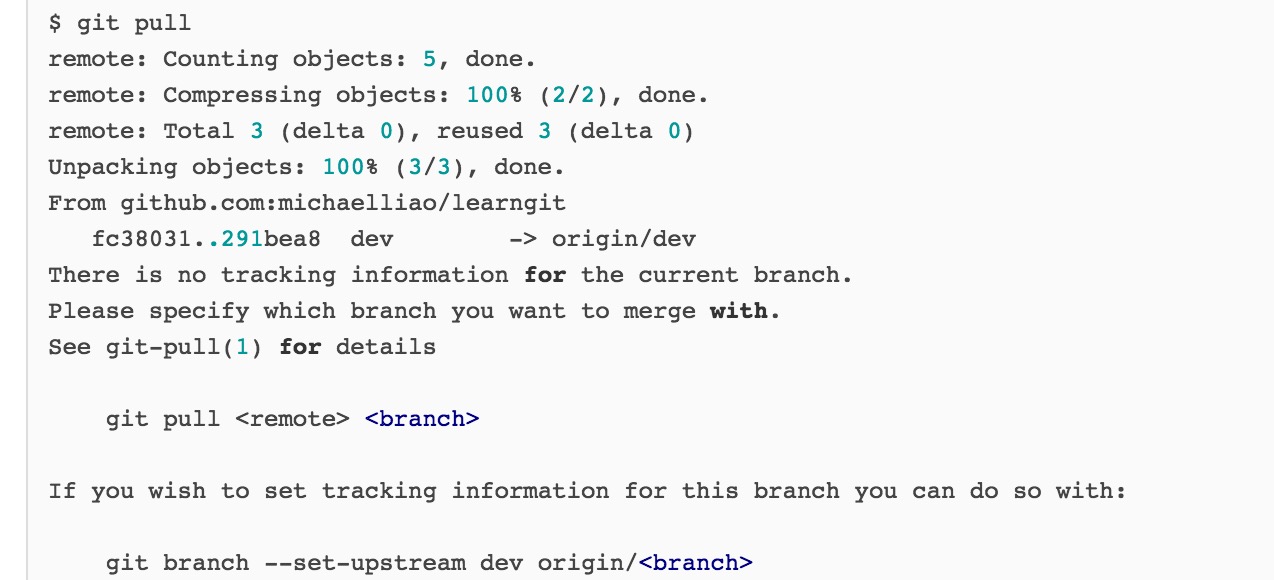 $ git pull
remote: Counting objects: 5, done.
remote: Compressing objects: 100% (2/2), done.
remote: Total 3 (delta 0), reused 3 (delta 0)
Unpacking objects: 100% (3/3), done.
From github.com:michaelliao/learngit
   fc38031..291bea8  dev        -> origin/dev
There is no tracking information for the current branch.
Please specify which branch you want to merge with.
See git-pull(1) for details
    git pull <remote> <branch>
If you wish to set tracking information for this branch you can do so with:
    git branch --set-upstream dev origin/<branch>